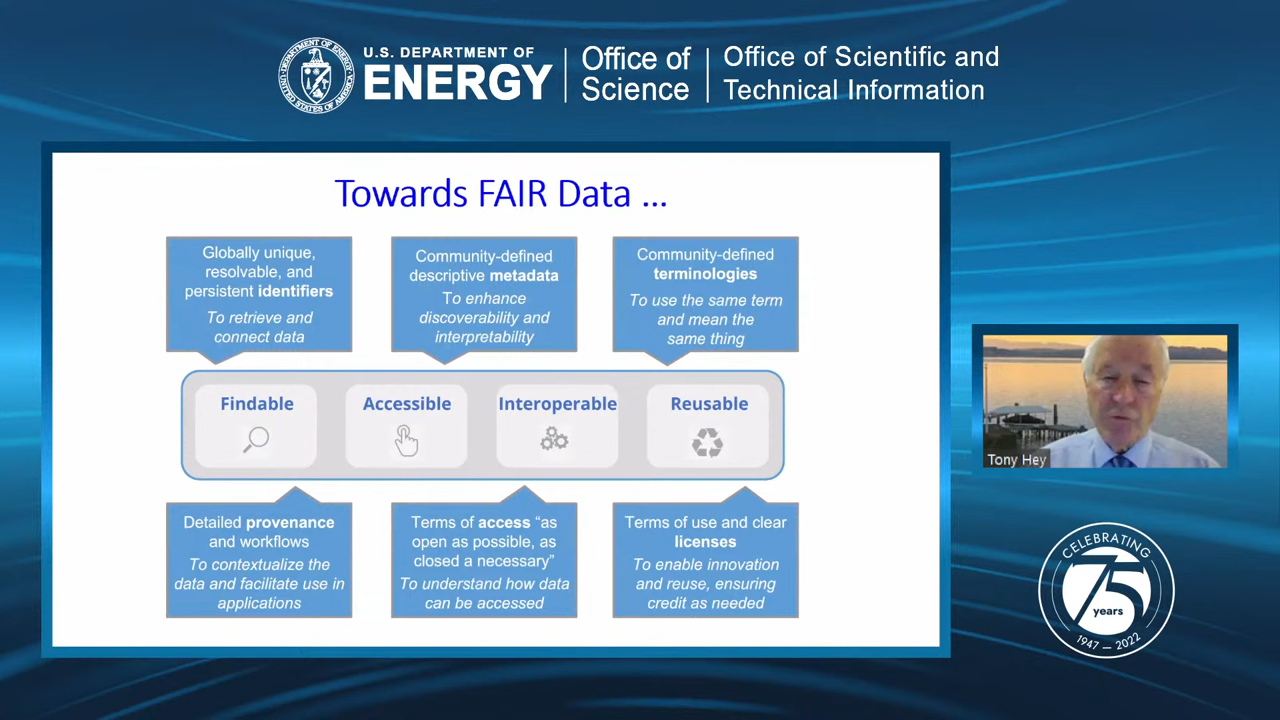 U.S. DEPARTMENT OF
ENERGY
Office of
Science
Office of Scientific and
Technical Information
Towards FAIR Data ...
Globally unique,
resolvable, and
persistent identifiers
To retrieve and
connect data
Community-defined
descriptive metadata
To enhance
discoverability and
interpretability
Community-defined
terminologies
To use the same term
and mean the
same thing
Findable
Accessible
Interoperable
Reusable
Detailed provenance
and workflows
To contextualize the
data and facilitate use in
applications
Terms of access “as
open as possible, as
closed a necessary”
To understand how data
can be accessed
Terms of use and clear
licenses
To enable innovation
and reuse, ensuring
credit as needed
Tony Hey
CELEBRATING
75
years
1947 — 2022